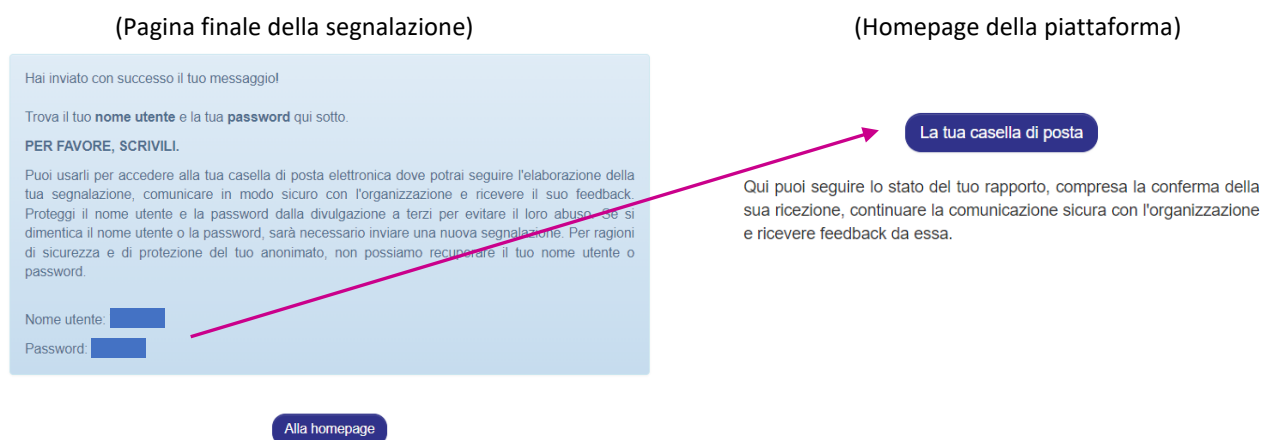 (Pagina finale della segnalazione)
Hai inviato con successo il tuo messaggio!
Trova il tuo nome utente e la tua password qui sotto.
PER FAVORE, SCRIVILI.
Puoi usarli per accedere alla tua casella di posta elettronica dove potrai seguire l'elaborazione della
tua segnalazione, comunicare in modo sicuro con l'organizzazione e ricevere il suo feedback.
Proteggi il nome utente e la password dalla divulgazione a terzi per evitare il loro abuso. Se si
dimentica il nome utente o la password, sarà necessario inviare una nuova segnalazione. Per ragioni
di sicurezza e di protezione del tuo anonimato, non possiamo recuperare il tuo nome utente o
password.
Nome utente:
Password:
Alla homepage
(Homepage della piattaforma)
La tua casella di posta
Qui puoi seguire lo stato del tuo rapporto, compresa la conferma della
sua ricezione, continuare la comunicazione sicura con l'organizzazione
e ricevere feedback da essa.